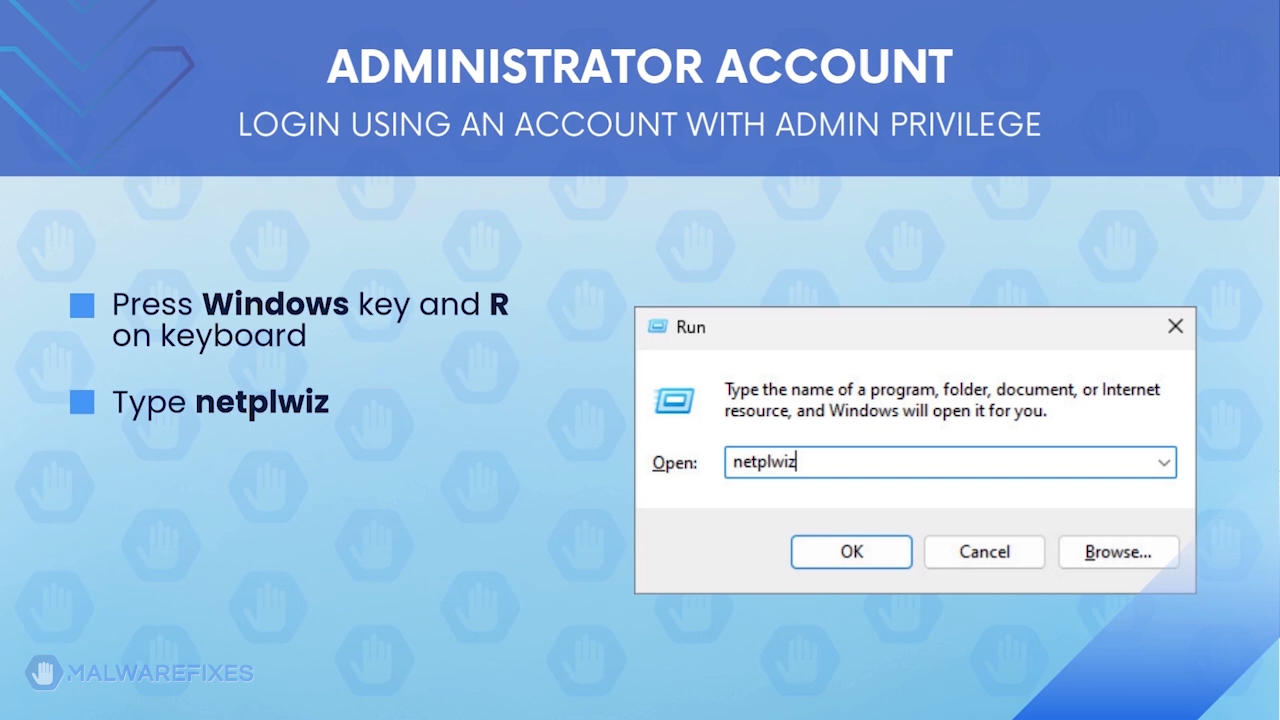 ADMINISTRATOR ACCOUNT
LOGIN USING AN ACCOUNT WITH ADMIN PRIVILEGE
Press Windows key and R
on keyboard
Type netplwiz
Run
Type the name of a program, folder, document, or Internet
resource, and Windows will open it for you.
Open: netplwiz
OK Cancel Browse...
MALWAREFIXES